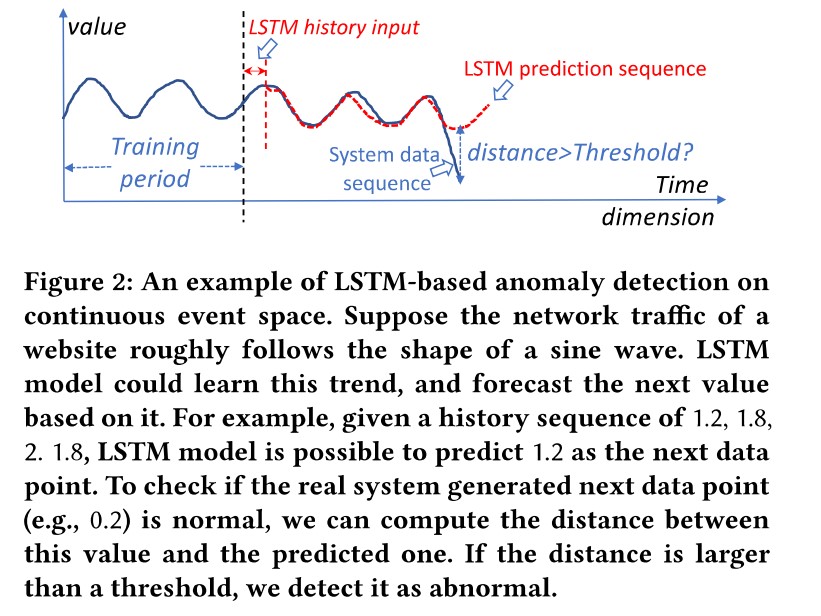 value
LSTM history input
LSTM prediction sequence
Training
period
System data
sequence
distance>Threshold?
Time
dimension
Figure 2: An example of LSTM-based anomaly detection on
continuous event space. Suppose the network traffic of a
website roughly follows the shape of a sine wave. LSTM
model could learn this trend, and forecast the next value
based on it. For example, given a history sequence of 1.2, 1.8,
2. 1.8, LSTM model is possible to predict 1.2 as the next data
point. To check if the real system generated next data point
(e.g., 0.2) is normal, we can compute the distance between
this value and the predicted one. If the distance is larger
than a threshold, we detect it as abnormal.